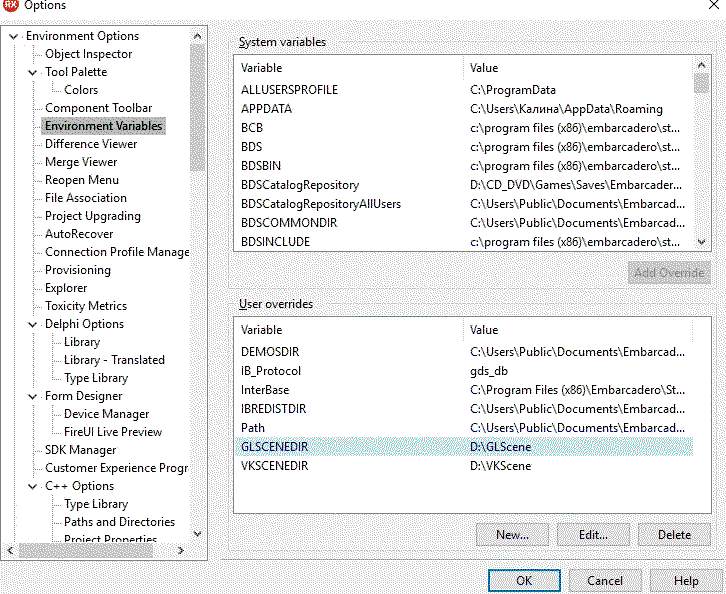 RX Options
Environment Options
Object Inspector
Tool Palette
Colors
Component Toolbar
Environment Variables
Difference Viewer
Merge Viewer
Reopen Menu
File Association
Project Upgrading
AutoRecover
Connection Profile Manage
Provisioning
Explorer
Toxicity Metrics
Delphi Options
Library
Library - Translated
Type Library
Form Designer
Device Manager
FireUI Live Preview
SDK Manager
Customer Experience Progr
C++ Options
Type Library
Paths and Directories
Project Properties
System variables
Variable Value
ALLUSERSPROFILE C:\ProgramData
APPDATA C:\Users\Калина\AppData\Roaming
BCB c:\program files (x86)\embarcadero\st...
BDS c:\program files (x86)\embarcadero\st...
BDSBIN c:\program files (x86)\embarcadero\st...
BDSCatalogRepository D:\CD_DVD\Games\Saves\Embarcader...
BDSCatalogRepositoryAllUsers C:\Users\Public\Documents\Embarcad...
BDSCOMMONDIR C:\Users\Public\Documents\Embarcad...
BDSINCLUDE c:\program files (x86)\embarcadero\st...
Add Override
User overrides
Variable Value
DEMOSDIR C:\Users\Public\Documents\Embarcad...
IB_Protocol gds_db
InterBase C:\Program Files (x86)\Embarcadero\St...
IBREDISTDIR C:\Users\Public\Documents\Embarcad...
Path C:\Users\Public\Documents\Embarcad...
GLSCENEDIR D:\GLScene
VKSCENEDIR D:\VKScene
New... Edit... Delete
OK Cancel Help